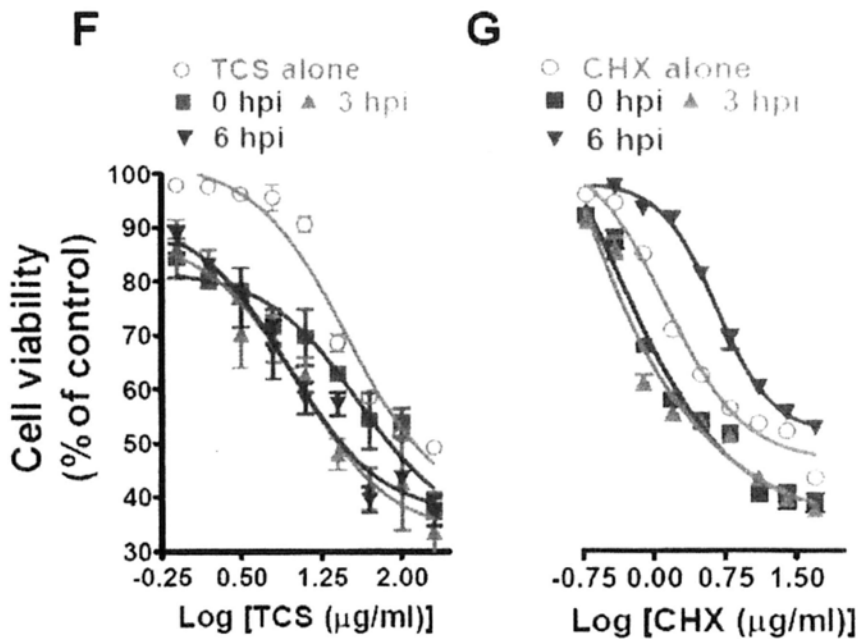 F
TCS alone
0 hpi 3 hpi
6 hpi
G
CHX alone
0 hpi 3 hpi
6 hpi
Cell viability
(% of control)
100
90
80
70
60
50
40
30
-0.25 0.50 1.25 2.00
Log [TCS (μg/ml)]
-0.75 0.00 0.75 1.50
Log [CHX (μg/ml)]